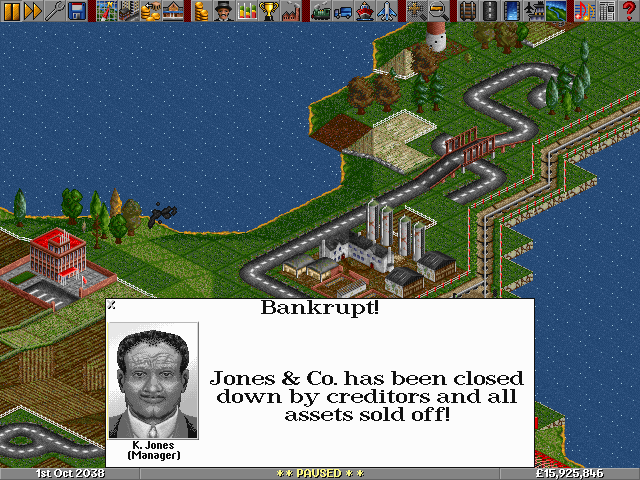 Bankrupt!
Jones & Co. has been closed
down by creditors and all
assets sold off!
K. Jones
(Manager)
1st Oct 2038
* * PAUSED * *
£15,925,846